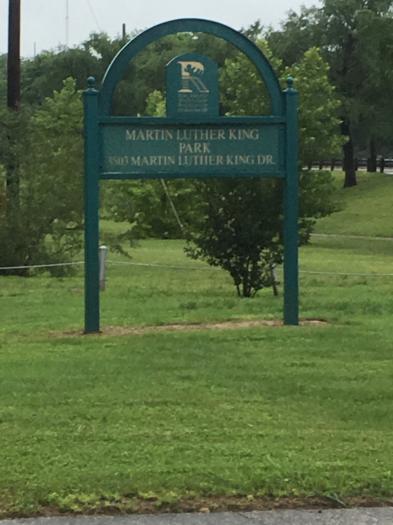 R
MARTIN LUTHER KING
PARK
3503 MARTIN LUTHER KING DR.